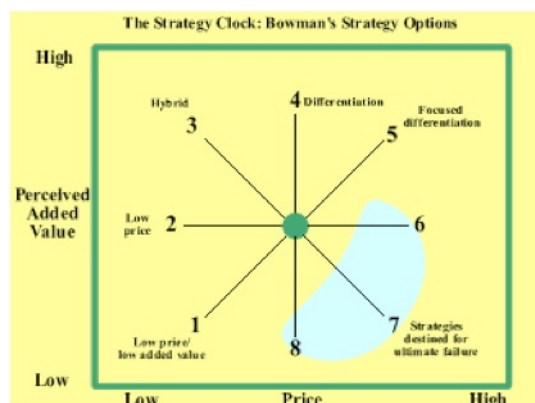 The Strategy Clock: Bowman's Strategy Options
High
4 Differentiation
Hybrid
3
Focused
differentiation
5
Perceived
Added
Value
Low
price
2
6
1
Low price/
low added value
7
Strategies
destined for
ultimate failure
8
Low
Low
Price
High